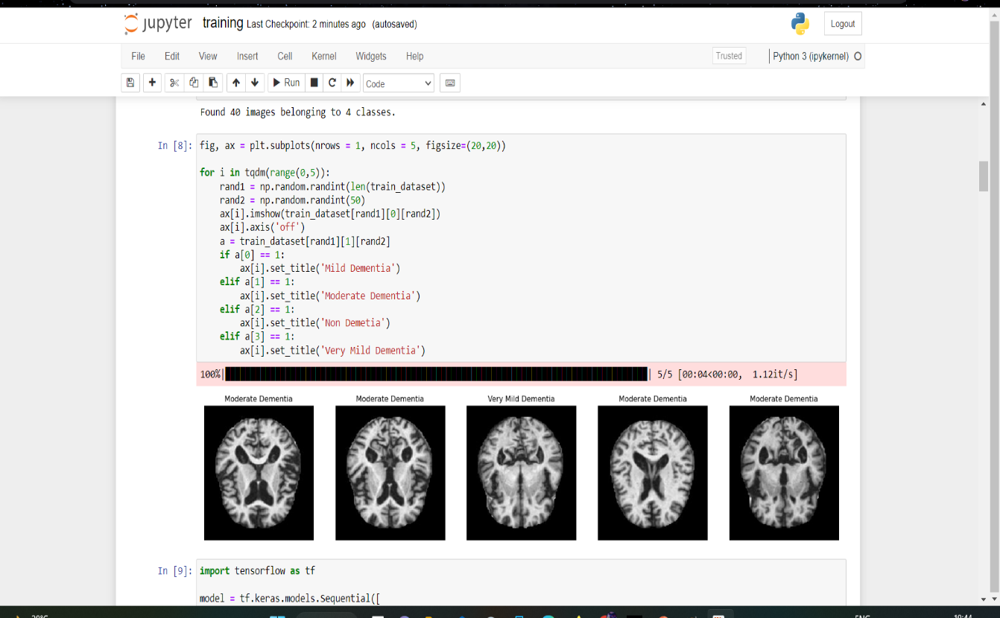 jupyter training Last Checkpoint: 2 minutes ago (autosaved)
Logout
File Edit View Insert Cell Kernel Widgets Help
Trusted
Python 3 (ipykernel)
Run
Code
Found 40 images belonging to 4 classes.
In [8]:
fig, ax = plt.subplots(nrows = 1, ncols = 5, figsize=(20,20))
for i in tqdm(range(0,5)):
    rand1 = np.random.randint(len(train_dataset))
    rand2 = np.random.randint(50)
    ax[i].imshow(train_dataset[rand1][0][rand2])
    ax[i].axis('off')
    a = train_dataset[rand1][1][rand2]
    if a[0] == 1:
        ax[i].set_title('Mild Dementia')
    elif a[1] == 1:
        ax[i].set_title('Moderate Dementia')
    elif a[2] == 1:
        ax[i].set_title('Non Demetia')
    elif a[3] == 1:
        ax[i].set_title('Very Mild Dementia')
100%| | 5/5 [00:04<00:00, 1.12it/s]
Moderate Dementia Moderate Dementia Very Mild Dementia Moderate Dementia Moderate Dementia
In [9]:
import tensorflow as tf
model = tf.keras.models.Sequential([